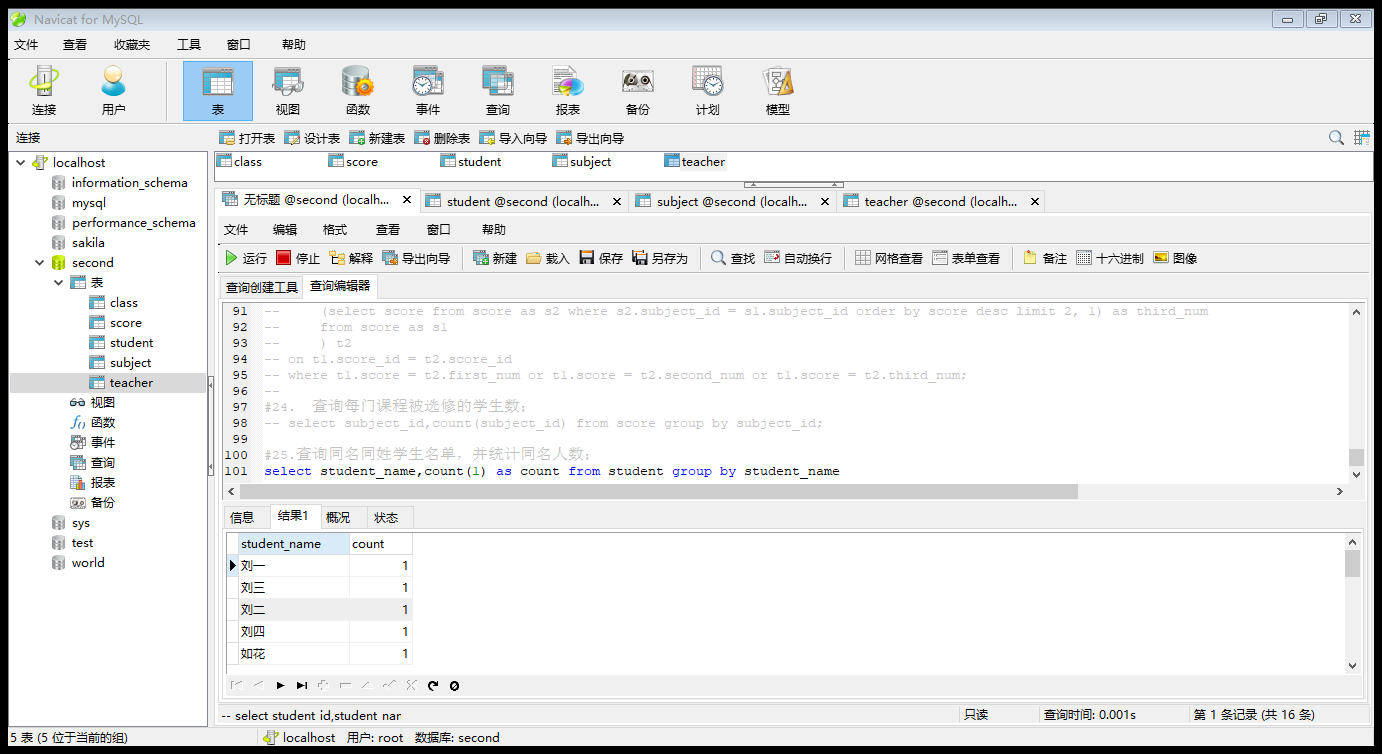 Navicat for MySQL
文件 查看 收藏夹 工具 窗口 帮助
连接 用户 表 视图 函数 事件 查询 报表 备份 计划 模型
连接 打开表 设计表 新建表 删除表 导入向导 导出向导
class score student subject teacher
localhost
information_schema
mysql
performance_schema
sakila
second
表
class
score
student
subject
teacher
视图
函数
事件
查询
报表
备份
sys
test
world
无标题 @second (localh... student @second (localh... subject @second (localh... teacher @second (localh...
文件 编辑 格式 查看 窗口 帮助
运行 停止 解释 导出向导 新建 载入 保存 另存为 查找 自动换行 网格查看 表单查看 备注 十六进制 图像
查询创建工具 查询编辑器
91 -- (select score from score as s2 where s2.subject_id = s1.subject_id order by score desc limit 2, 1) as third_num
92 -- from score as s1
93 -- ) t2
94 -- on t1.score_id = t2.score_id
95 -- where t1.score = t2.first_num or t1.score = t2.second_num or t1.score = t2.third_num;
96 --
97 #24. 查询每门课程被选修的学生数;
98 -- select subject_id,count(subject_id) from score group by subject_id;
99
100 #25.查询同名同姓学生名单，并统计同名人数;
101 select student_name,count(1) as count from student group by student_name
信息 结果1 概况 状态
student_name count
刘一 1
刘三 1
刘二 1
刘四 1
如花 1
-- select student id,student nar 只读 查询时间: 0.001s 第 1 条记录 (共 16 条)
5 表 (5 位于当前的组) localhost 用户: root 数据库: second